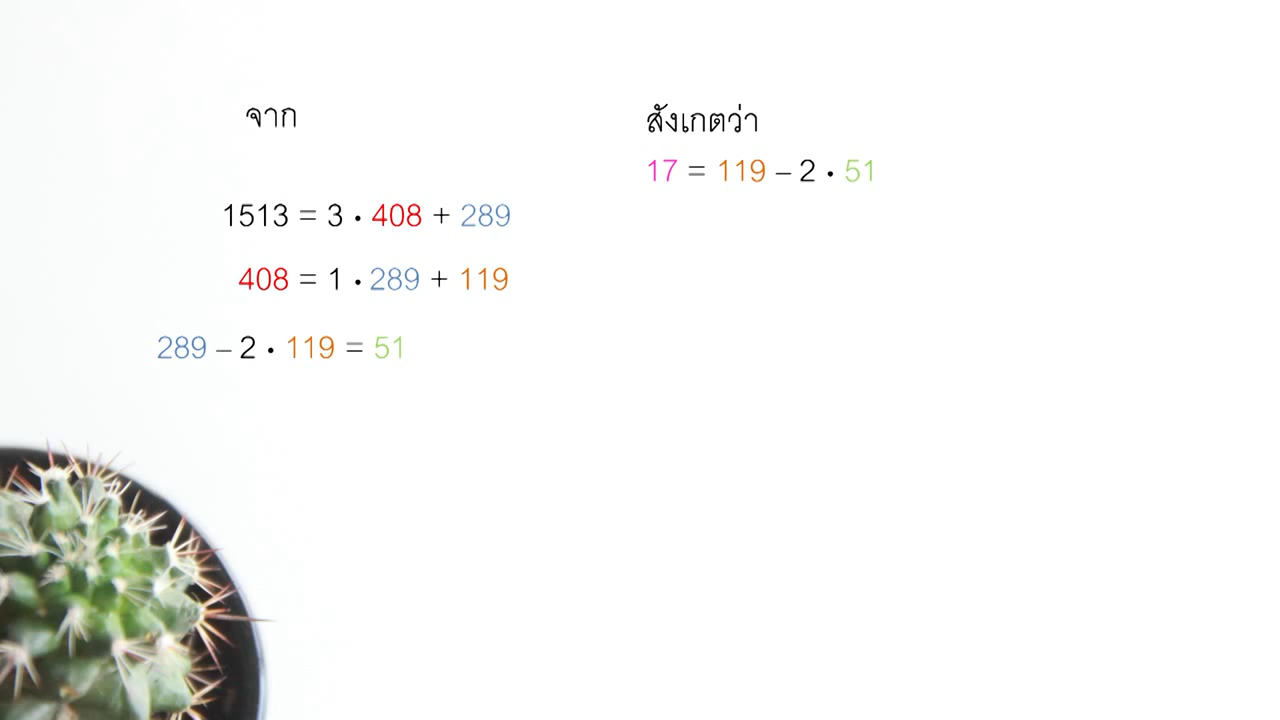 จาก
1513 = 3 • 408 + 289
408 = 1 • 289 + 119
289 – 2 • 119 = 51
สังเกตว่า
17 = 119 – 2 • 51